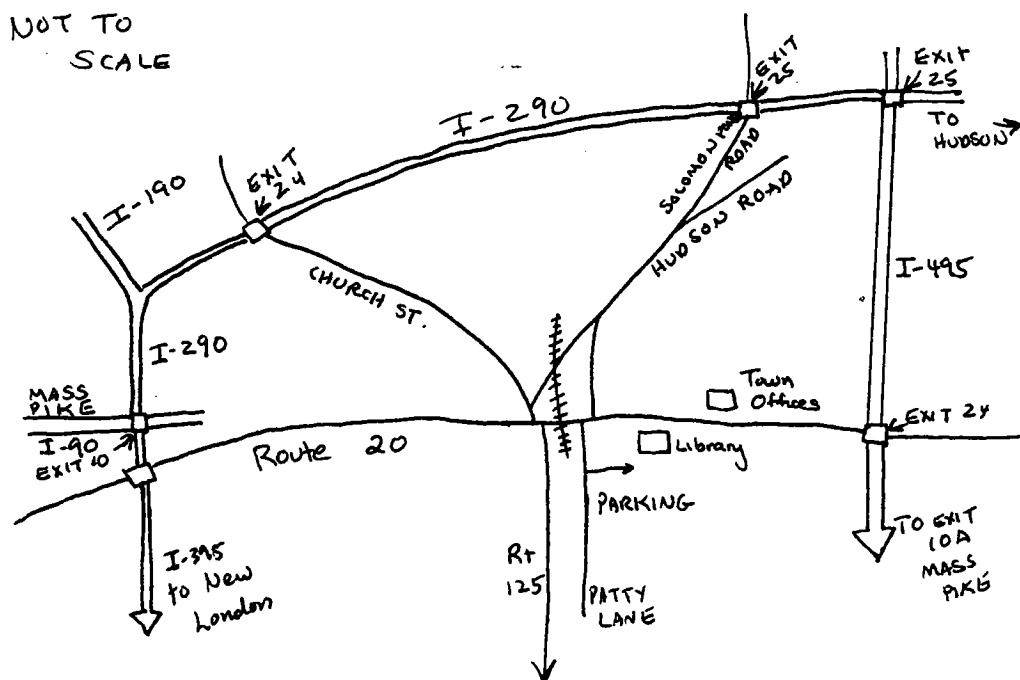 NOT TO
SCALE
EXIT
25
EXIT
25
I-290
TO
HUDSON
SOLOMON POND
ROAD
HUDSON ROAD
EXIT
24
I-190
CHURCH ST.
I-495
I-290
MASS
PIKE
I-90
EXIT 10
Town
Offices
EXIT 24
Route 20
Library
PARKING
I-395
to New
London
Rt
125
PATTY
LANE
TO EXIT
10A
MASS
PIKE